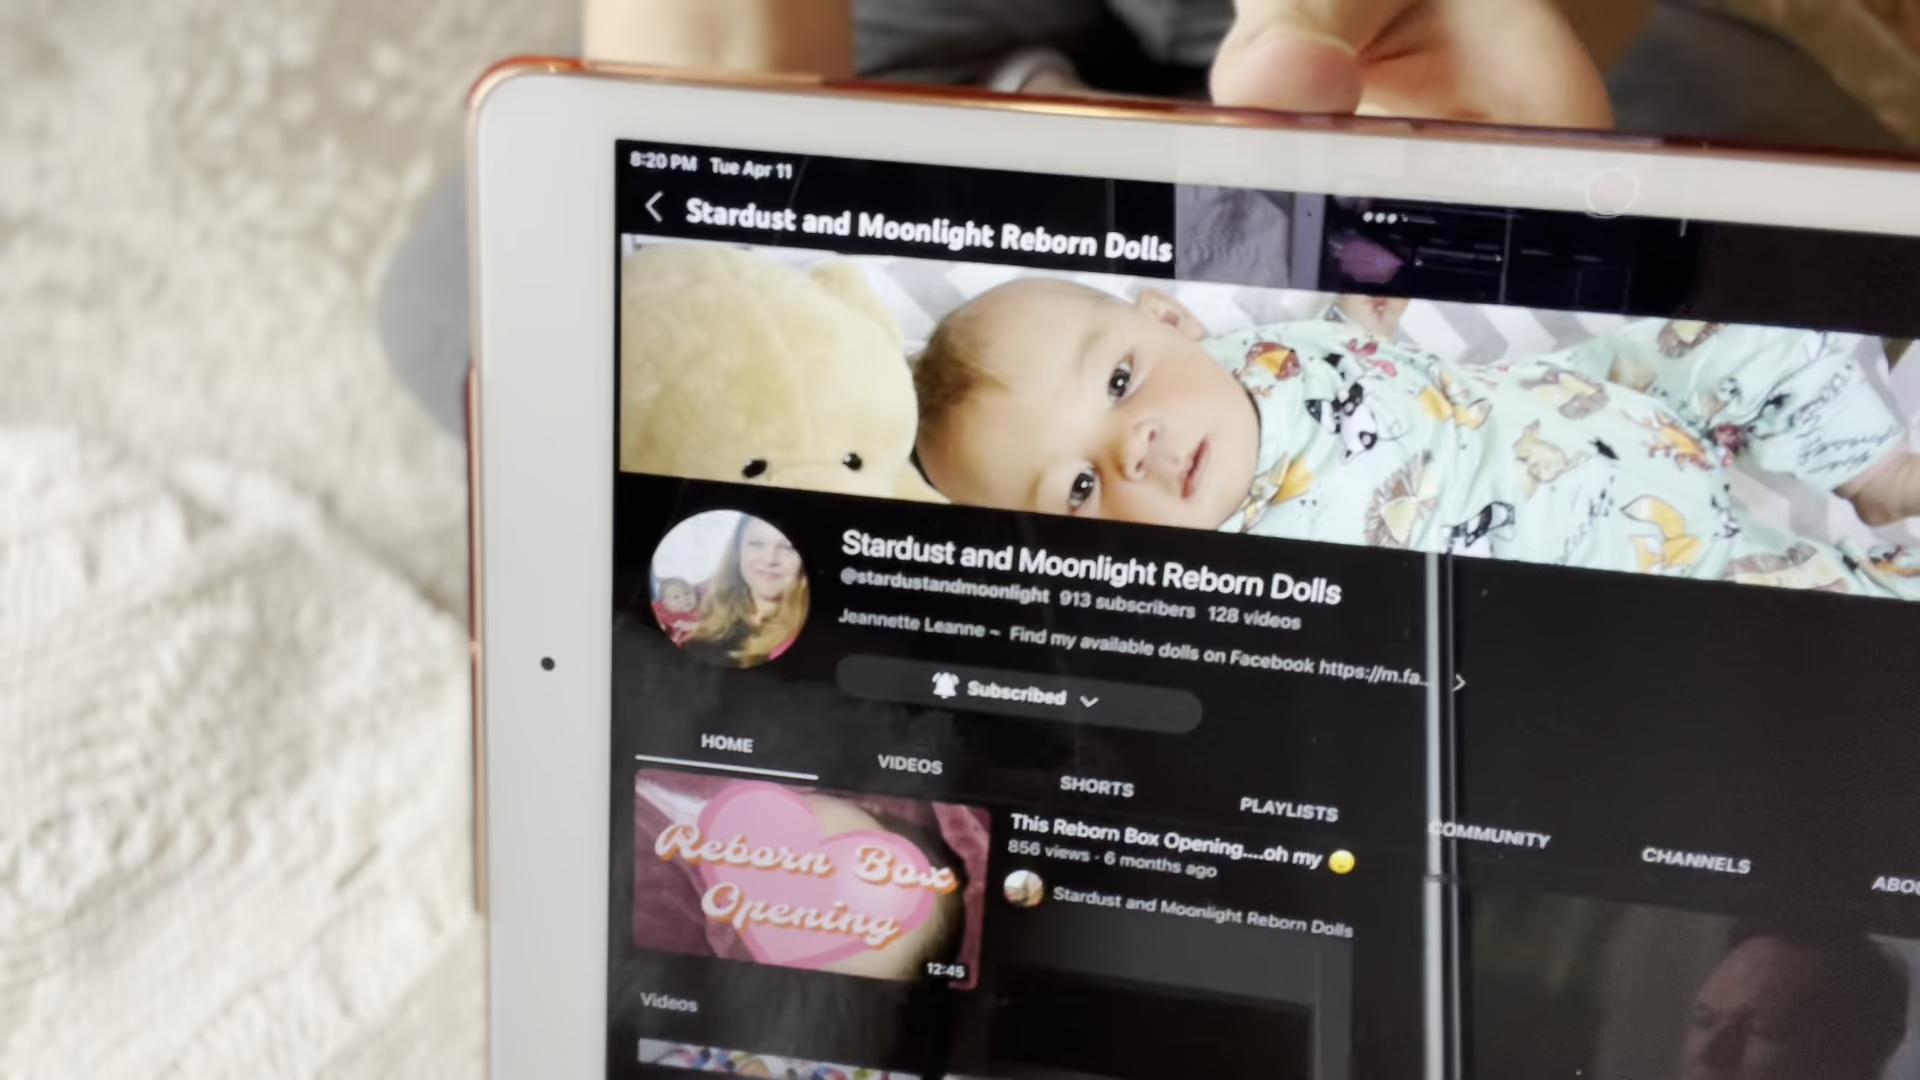 8:20 PM Tue Apr 11
Stardust and Moonlight Reborn Dolls
Stardust and Moonlight Reborn Dolls
@stardustandmoonlight 913 subscribers 128 videos
Jeannette Leanne ~ Find my available dolls on Facebook https://m.fa...
Subscribed
HOME VIDEOS SHORTS PLAYLISTS COMMUNITY CHANNELS ABOU
Reborn Box
Opening
12:45
This Reborn Box Opening....oh my 😕
856 views · 6 months ago
Stardust and Moonlight Reborn Dolls
Videos